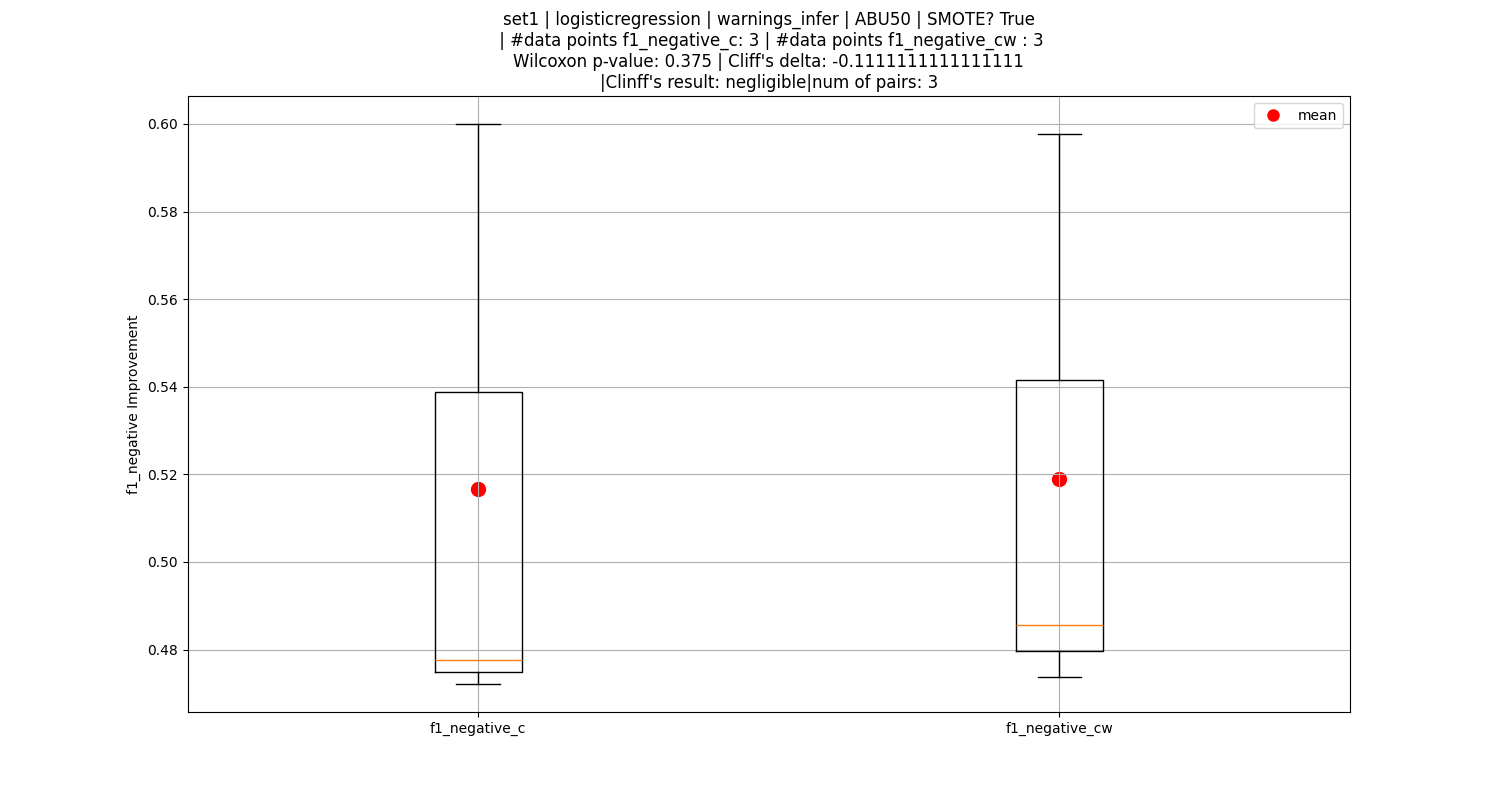 set1 | logisticregression | warnings_infer | ABU50 | SMOTE? True
| #data points f1_negative_c: 3 | #data points f1_negative_cw : 3
Wilcoxon p-value: 0.375 | Cliff's delta: -0.1111111111111111
|Clinff's result: negligible|num of pairs: 3
mean
0.60
0.58
0.56
0.54
0.52
0.50
0.48
f1_negative Improvement
f1_negative_c
f1_negative_cw